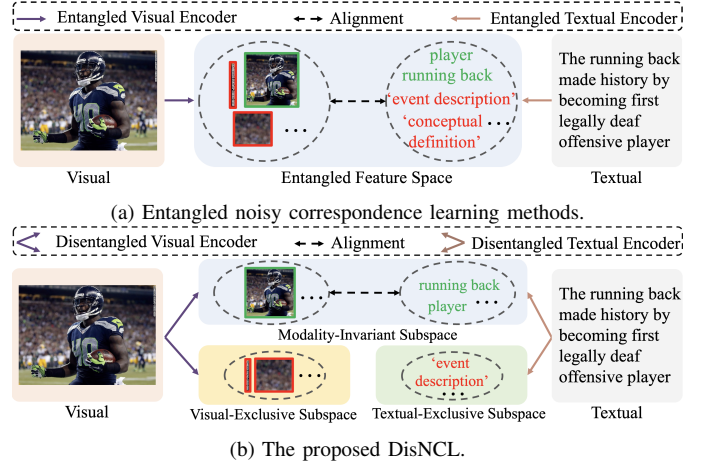 Entangled Visual Encoder Alignment Entangled Textual Encoder
player
running back
‘event description’
‘conceptual ...
definition’
...
The running back
made history by
becoming first
legally deaf
offensive player
Visual Entangled Feature Space Textual
(a) Entangled noisy correspondence learning methods.
Disentangled Visual Encoder Alignment Disentangled Textual Encoder
...
running back
player ...
Modality-Invariant Subspace
The running back
made history by
becoming first
legally deaf
offensive player
...
‘event
description’
...
Visual Visual-Exclusive Subspace Textual-Exclusive Subspace Textual
(b) The proposed DisNCL.